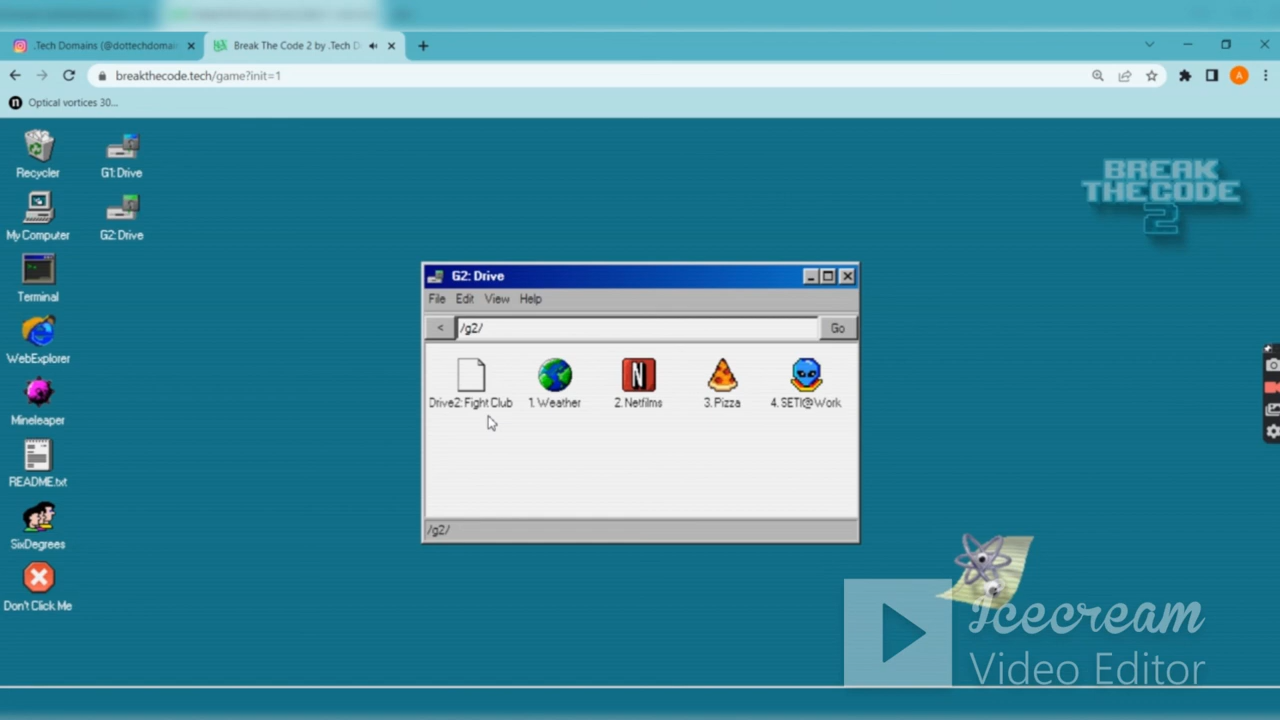 .Tech Domains (@dottechdomai
Break The Code 2 by .Tech D
breakthecode.tech/game?init=1
A
n Optical vortices 30...
Recycler
G1: Drive
My Computer
G2: Drive
Terminal
WebExplorer
Mineleaper
README.txt
SixDegrees
Don't Click Me
BREAK
THE CODE
2
G2: Drive
File Edit View Help
< /g2/ Go
N
Drive2: Fight Club 1. Weather 2. Netfilms 3. Pizza 4. SETI@Work
/g2/
Icecream
Video Editor